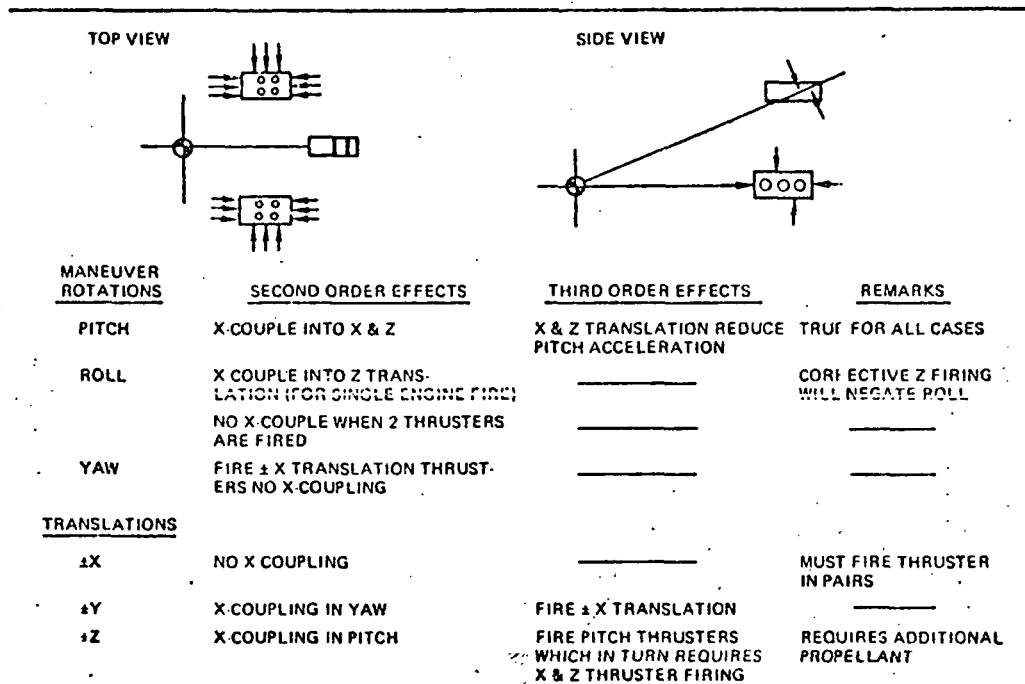 TOP VIEW
SIDE VIEW
MANEUVER ROTATIONS
SECOND ORDER EFFECTS
THIRD ORDER EFFECTS
REMARKS
PITCH
X-COUPLE INTO X & Z
X & Z TRANSLATION REDUCE
PITCH ACCELERATION
TRUE FOR ALL CASES
ROLL
X COUPLE INTO Z TRANS-
LATION (FOR SINGLE ENGINE FIRE)
CORRECTIVE Z FIRING
WILL NEGATE ROLL
NO X-COUPLE WHEN 2 THRUSTERS
ARE FIRED
YAW
FIRE ± X TRANSLATION THRUST-
ERS NO X-COUPLING
TRANSLATIONS
±X
NO X COUPLING
MUST FIRE THRUSTER
IN PAIRS
±Y
X-COUPLING IN YAW
FIRE ± X TRANSLATION
±Z
X-COUPLING IN PITCH
FIRE PITCH THRUSTERS
WHICH IN TURN REQUIRES
X & Z THRUSTER FIRING
REQUIRES ADDITIONAL
PROPELLANT